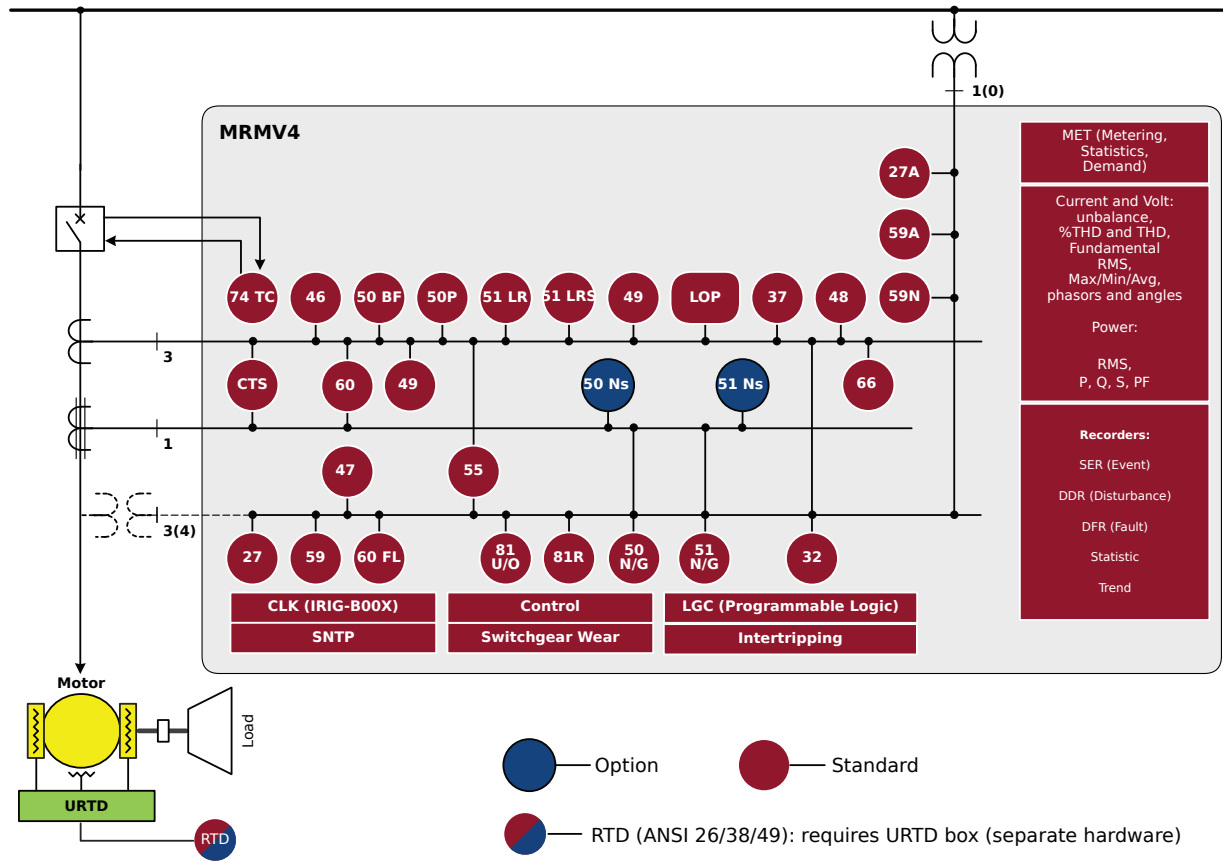 1(0)
MRMV4
MET (Metering,
Statistics,
Demand)
27A
59A
Current and Volt:
unbalance,
%THD and THD,
Fundamental
RMS,
Max/Min/Avg,
phasors and angles
Power:
RMS,
P, Q, S, PF
74 TC
46
50 BF
50P
51 LR
51 LRS
49
LOP
37
48
59N
3
CTS
60
49
50 Ns
51 Ns
66
1
47
55
Recorders:
SER (Event)
DDR (Disturbance)
DFR (Fault)
Statistic
Trend
3(4)
27
59
60 FL
81
U/O
81R
50
N/G
51
N/G
32
CLK (IRIG-B00X)
Control
LGC (Programmable Logic)
SNTP
Switchgear Wear
Intertripping
Motor
Load
URTD
RTD
Option
Standard
RTD (ANSI 26/38/49): requires URTD box (separate hardware)